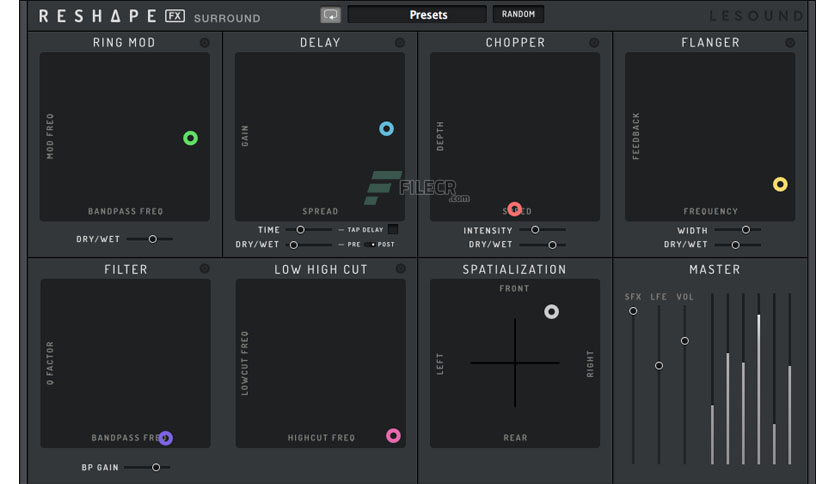 RESHAPE FX SURROUND
Presets
RANDOM
LESOUND
RING MOD
MOD FREQ
BANDPASS FREQ
DRY/WET
DELAY
GAIN
SPREAD
TIME
TAP DELAY
DRY/WET
PRE
POST
CHOPPER
DEPTH
INTENSITY
DRY/WET
FLANGER
FEEDBACK
FREQUENCY
WIDTH
DRY/WET
FILECR
.com
FILTER
Q FACTOR
BANDPASS
BP GAIN
LOW HIGH CUT
LOWCUT FREQ
HIGHCUT FREQ
SPATIALIZATION
FRONT
LEFT
RIGHT
REAR
MASTER
SFX LFE VOL